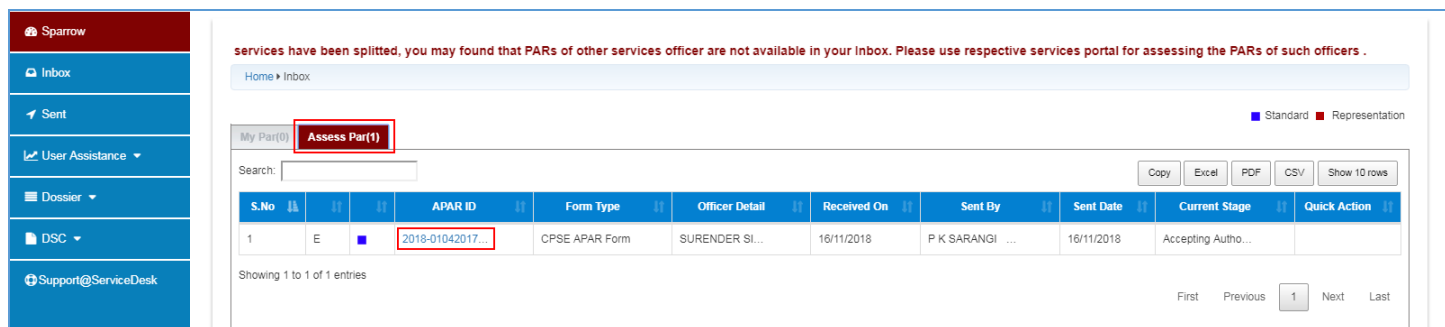 Sparrow
Inbox
Sent
User Assistance
Dossier
DSC
Support@ServiceDesk
services have been splitted, you may found that PARs of other services officer are not available in your Inbox. Please use respective services portal for assessing the PARs of such officers .
Home Inbox
Standard Representation
My Par(0) Assess Par(1)
Search: Copy Excel PDF CSV Show 10 rows
S.No APAR ID Form Type Officer Detail Received On Sent By Sent Date Current Stage Quick Action
1 E 2018-01042017... CPSE APAR Form SURENDER SI... 16/11/2018 P K SARANGI ... 16/11/2018 Accepting Autho...
Showing 1 to 1 of 1 entries
First Previous 1 Next Last